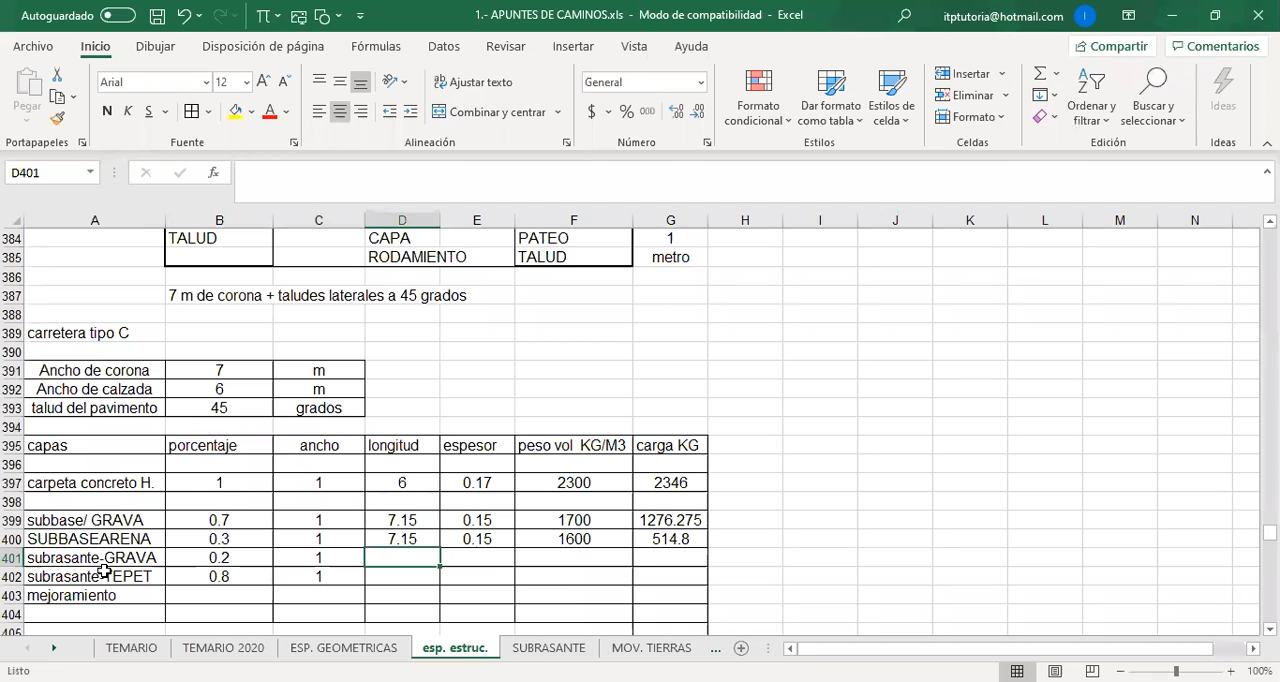 Autoguardado
1.- APUNTES DE CAMINOS.xls - Modo de compatibilidad - Excel
itptutoria@hotmail.com I
Archivo Inicio Dibujar Disposición de página Fórmulas Datos Revisar Insertar Vista Ayuda Compartir Comentarios
Pegar Arial 12 N K S A Ajustar texto Combinar y centrar General $ % 000
Formato condicional Dar formato como tabla Estilos de celda Insertar Eliminar Formato Ordenar y filtrar Buscar y seleccionar Ideas
Portapapeles Fuente Alineación Número Estilos Celdas Edición Ideas
D401 fx
A B C D E F G H I J K L M N
384 TALUD CAPA PATEO 1
385 RODAMIENTO TALUD metro
386
387 7 m de corona + taludes laterales a 45 grados
388
389 carretera tipo C
390
391 Ancho de corona 7 m
392 Ancho de calzada 6 m
393 talud del pavimento 45 grados
394
395 capas porcentaje ancho longitud espesor peso vol KG/M3 carga KG
396
397 carpeta concreto H. 1 1 6 0.17 2300 2346
398
399 subbase/ GRAVA 0.7 1 7.15 0.15 1700 1276.275
400 SUBBASEARENA 0.3 1 7.15 0.15 1600 514.8
401 subrasante-GRAVA 0.2 1
402 subrasante-TEPET 0.8 1
403 mejoramiento
404
405
TEMARIO TEMARIO 2020 ESP. GEOMETRICAS esp. estruc. SUBRASANTE MOV. TIERRAS ...
Listo 100%